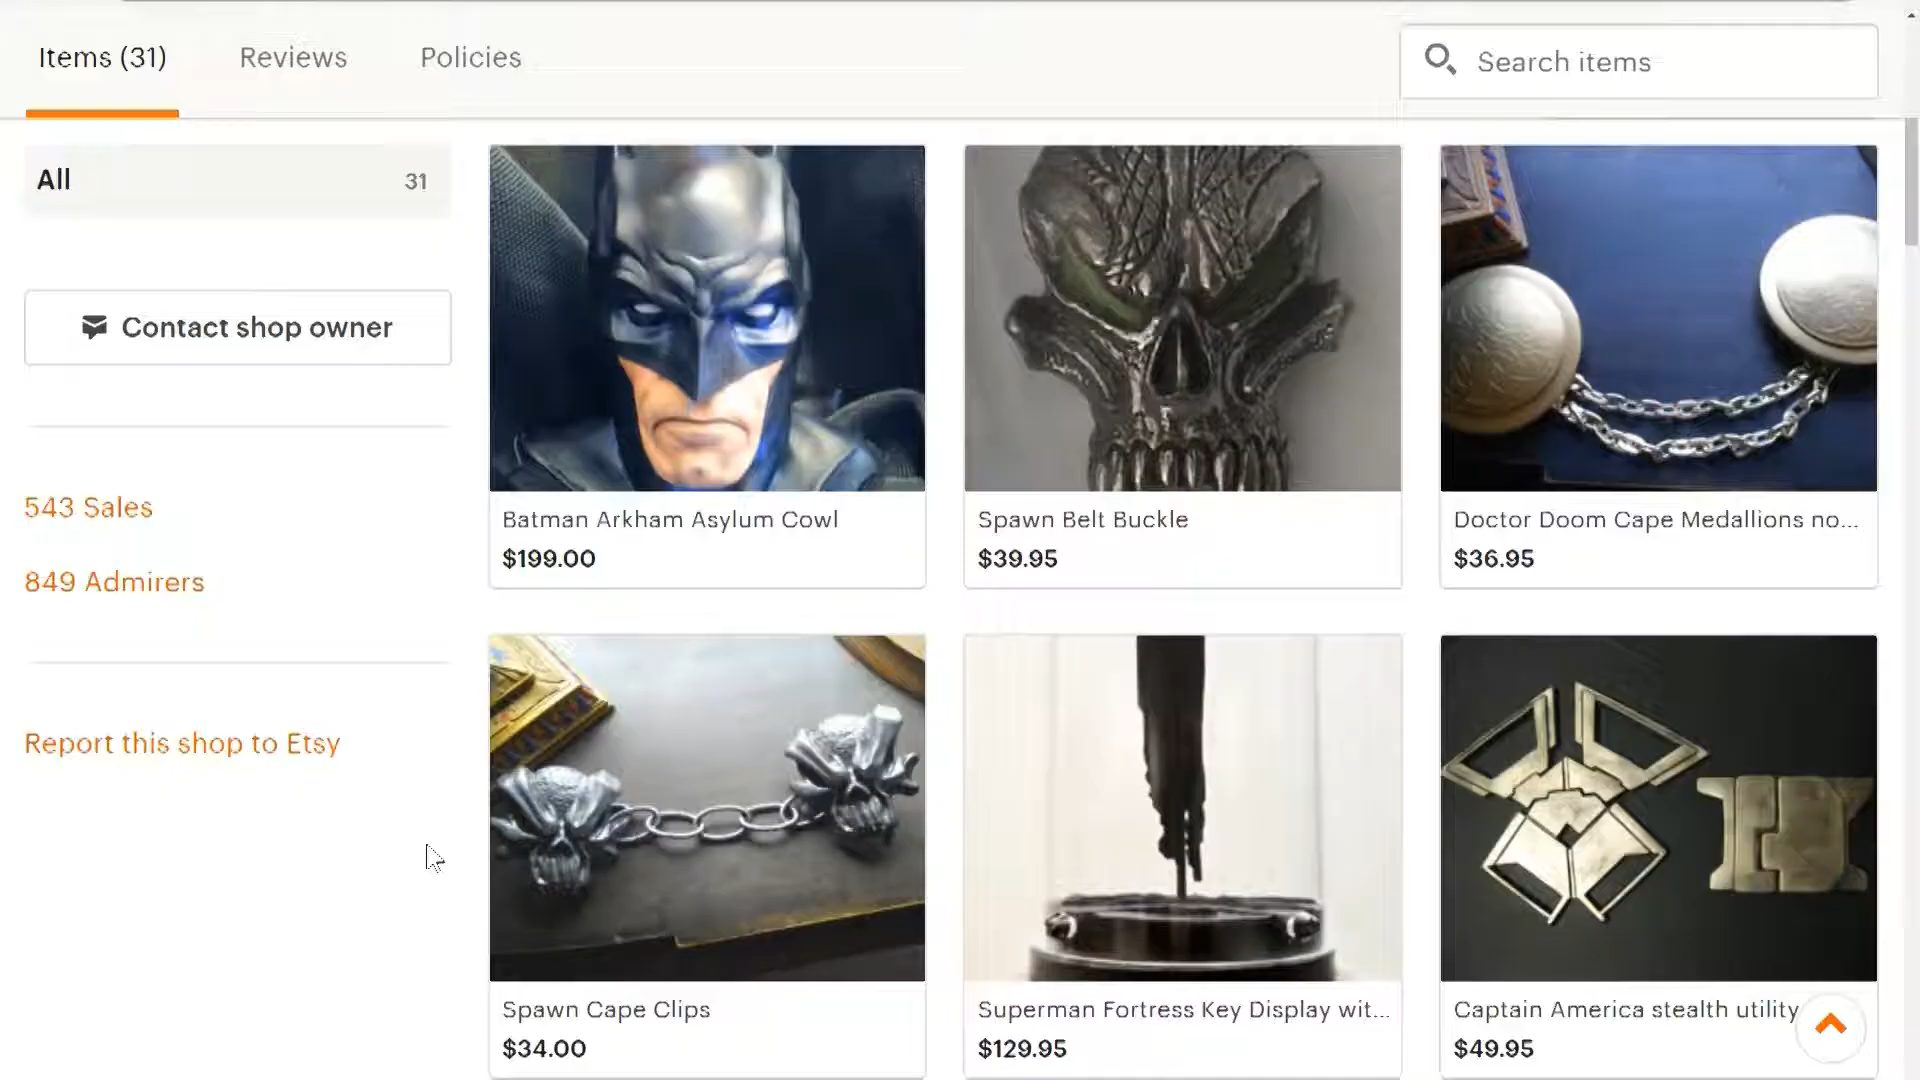 Items (31)
Reviews
Policies
Search items
All
31
Contact shop owner
543 Sales
849 Admirers
Report this shop to Etsy
Batman Arkham Asylum Cowl
$199.00
Spawn Belt Buckle
$39.95
Doctor Doom Cape Medallions no...
$36.95
Spawn Cape Clips
$34.00
Superman Fortress Key Display wit...
$129.95
Captain America stealth utility
$49.95